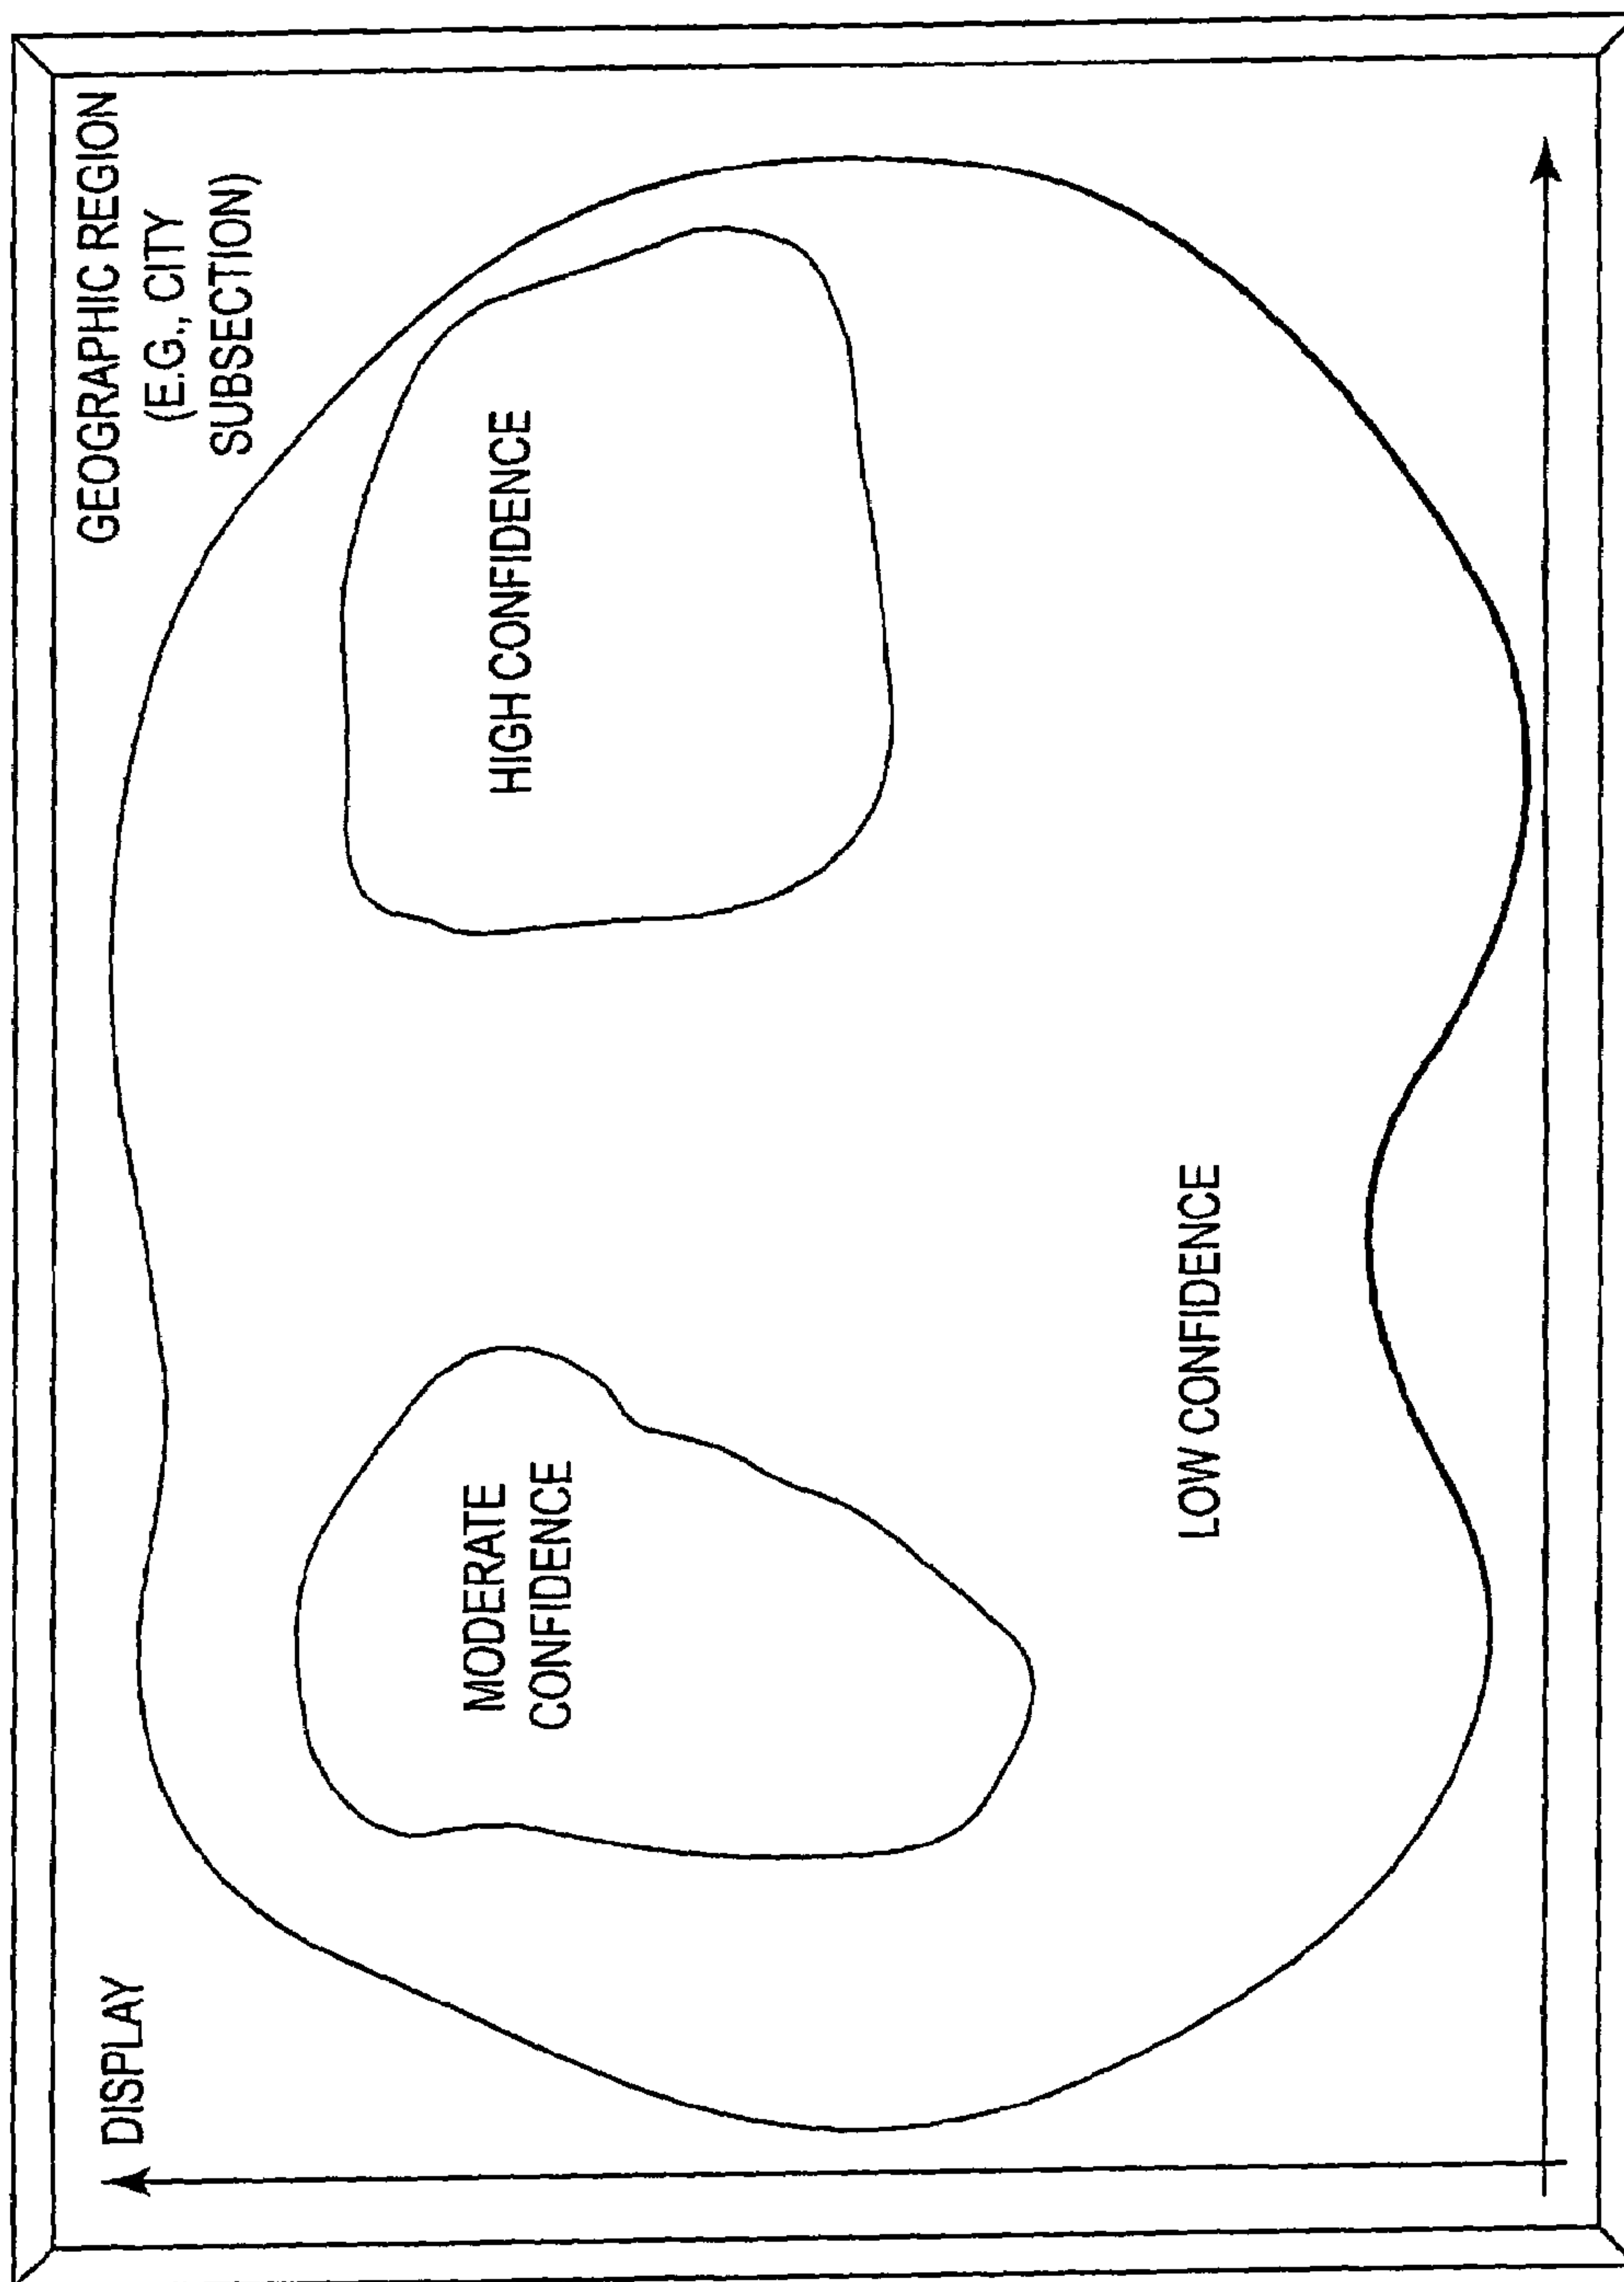 DISPLAY
GEOGRAPHIC REGION
(E.G., CITY
SUBSECTION)
MODERATE
CONFIDENCE
HIGH CONFIDENCE
LOW CONFIDENCE